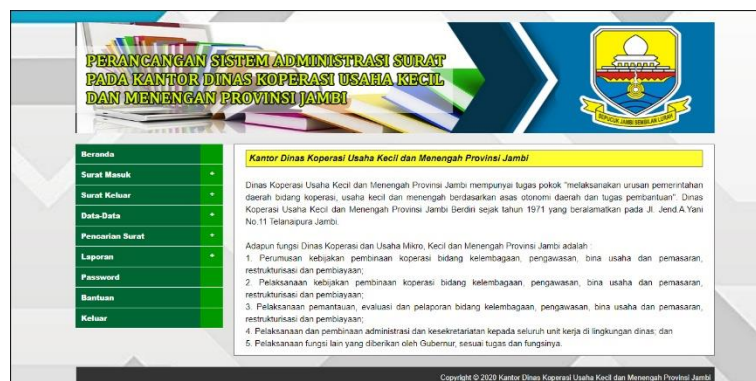 PERANCANGAN SISTEM ADMINISTRASI SURAT
PADA KANTOR DINAS KOPERASI USAHA KECIL
DAN MENENGAH PROVINSI JAMBI
SEPUCUK JAMBI SEMBILAN LURAH
Beranda
Surat Masuk +
Surat Keluar +
Data-Data +
Pencarian Surat +
Laporan +
Password
Bantuan
Keluar
Kantor Dinas Koperasi Usaha Kecil dan Menengah Provinsi Jambi
Dinas Koperasi Usaha Kecil dan Menengah Provinsi Jambi mempunyai tugas pokok "melaksanakan urusan pemerintahan
daerah bidang koperasi, usaha kecil dan menengah berdasarkan asas otonomi daerah dan tugas pembantuan". Dinas
Koperasi Usaha Kecil dan Menengah Provinsi Jambi Berdiri sejak tahun 1971 yang beralamatkan pada Jl. Jend.A.Yani
No.11 Telanaipura Jambi.
Adapun fungsi Dinas Koperasi dan Usaha Mikro, Kecil dan Menengah Provinsi Jambi adalah :
1. Perumusan kebijakan pembinaan koperasi bidang kelembagaan, pengawasan, bina usaha dan pemasaran,
restrukturisasi dan pembiayaan;
2. Pelaksanaan kebijakan pembinaan koperasi bidang kelembagaan, pengawasan, bina usaha dan pemasaran,
restrukturisasi dan pembiayaan;
3. Pelaksanaan pemantauan, evaluasi dan pelaporan bidang kelembagaan, pengawasan, bina usaha dan pemasaran,
restrukturisasi dan pembiayaan;
4. Pelaksanaan dan pembinaan administrasi dan kesekretariatan kepada seluruh unit kerja di lingkungan dinas; dan
5. Pelaksanaan fungsi lain yang diberikan oleh Gubernur, sesuai tugas dan fungsinya.
Copyright © 2020 Kantor Dinas Koperasi Usaha Kecil dan Menengah Provinsi Jambi